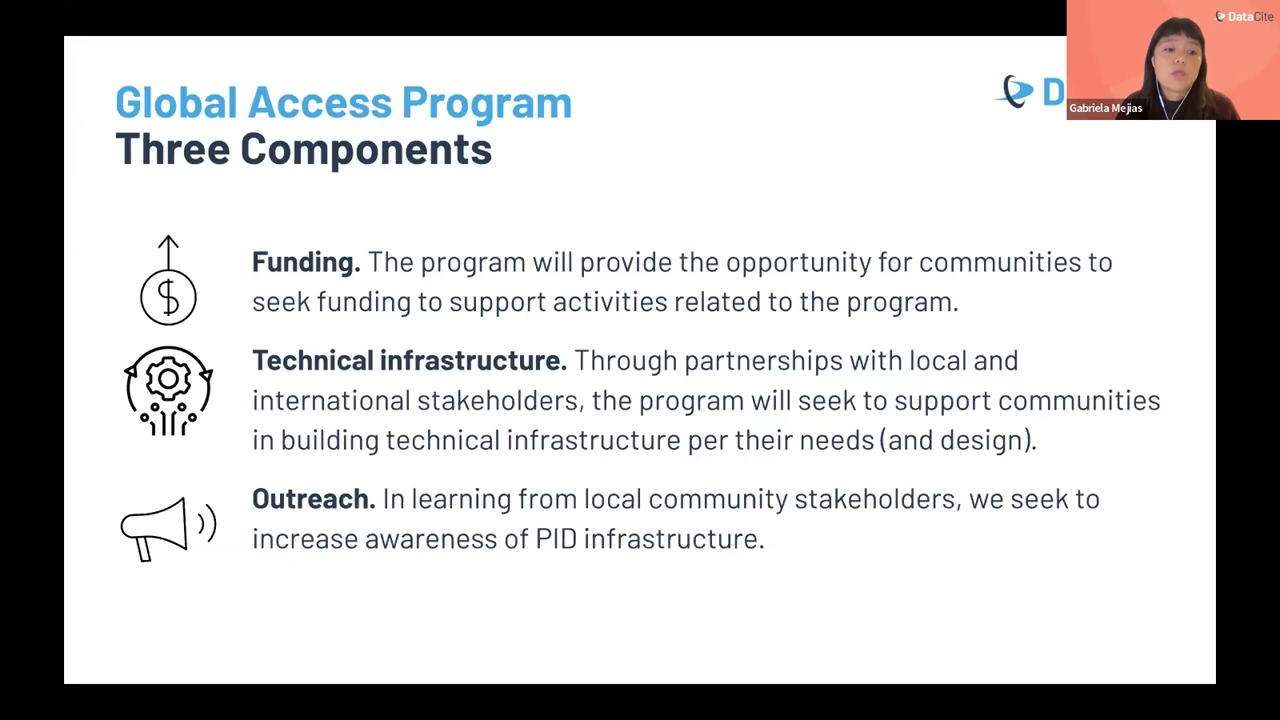 DataCite
Gabriela Mejias
Global Access Program
Three Components
D
$
Funding. The program will provide the opportunity for communities to
seek funding to support activities related to the program.
Technical infrastructure. Through partnerships with local and
international stakeholders, the program will seek to support communities
in building technical infrastructure per their needs (and design).
Outreach. In learning from local community stakeholders, we seek to
increase awareness of PID infrastructure.